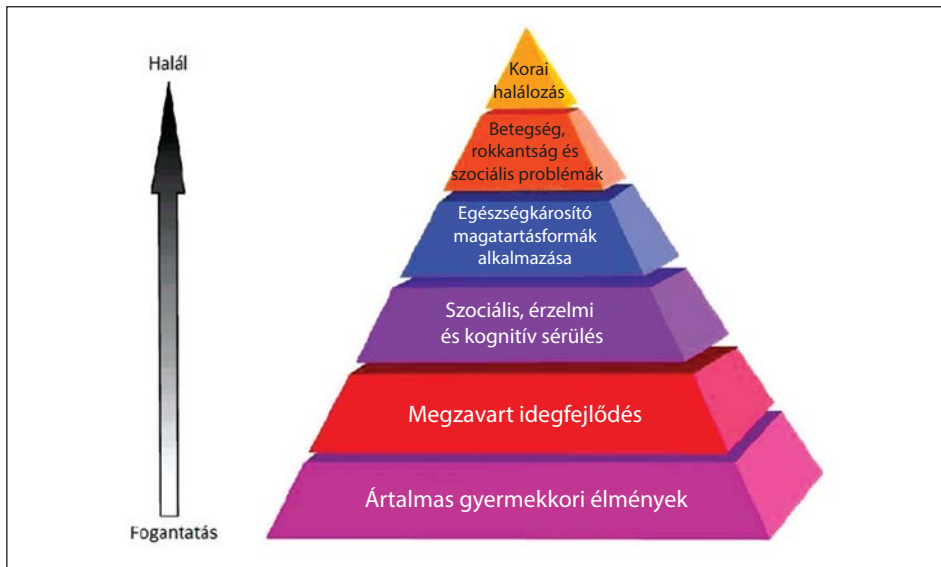 Halál
Korai
halálozás
Betegség,
rokkantság és
szociális problémák
Egészségkárosító
magatartásformák
alkalmazása
Szociális, érzelmi
és kognitív sérülés
Megzavart idegfejlődés
Ártalmas gyermekkori élmények
Fogantatás